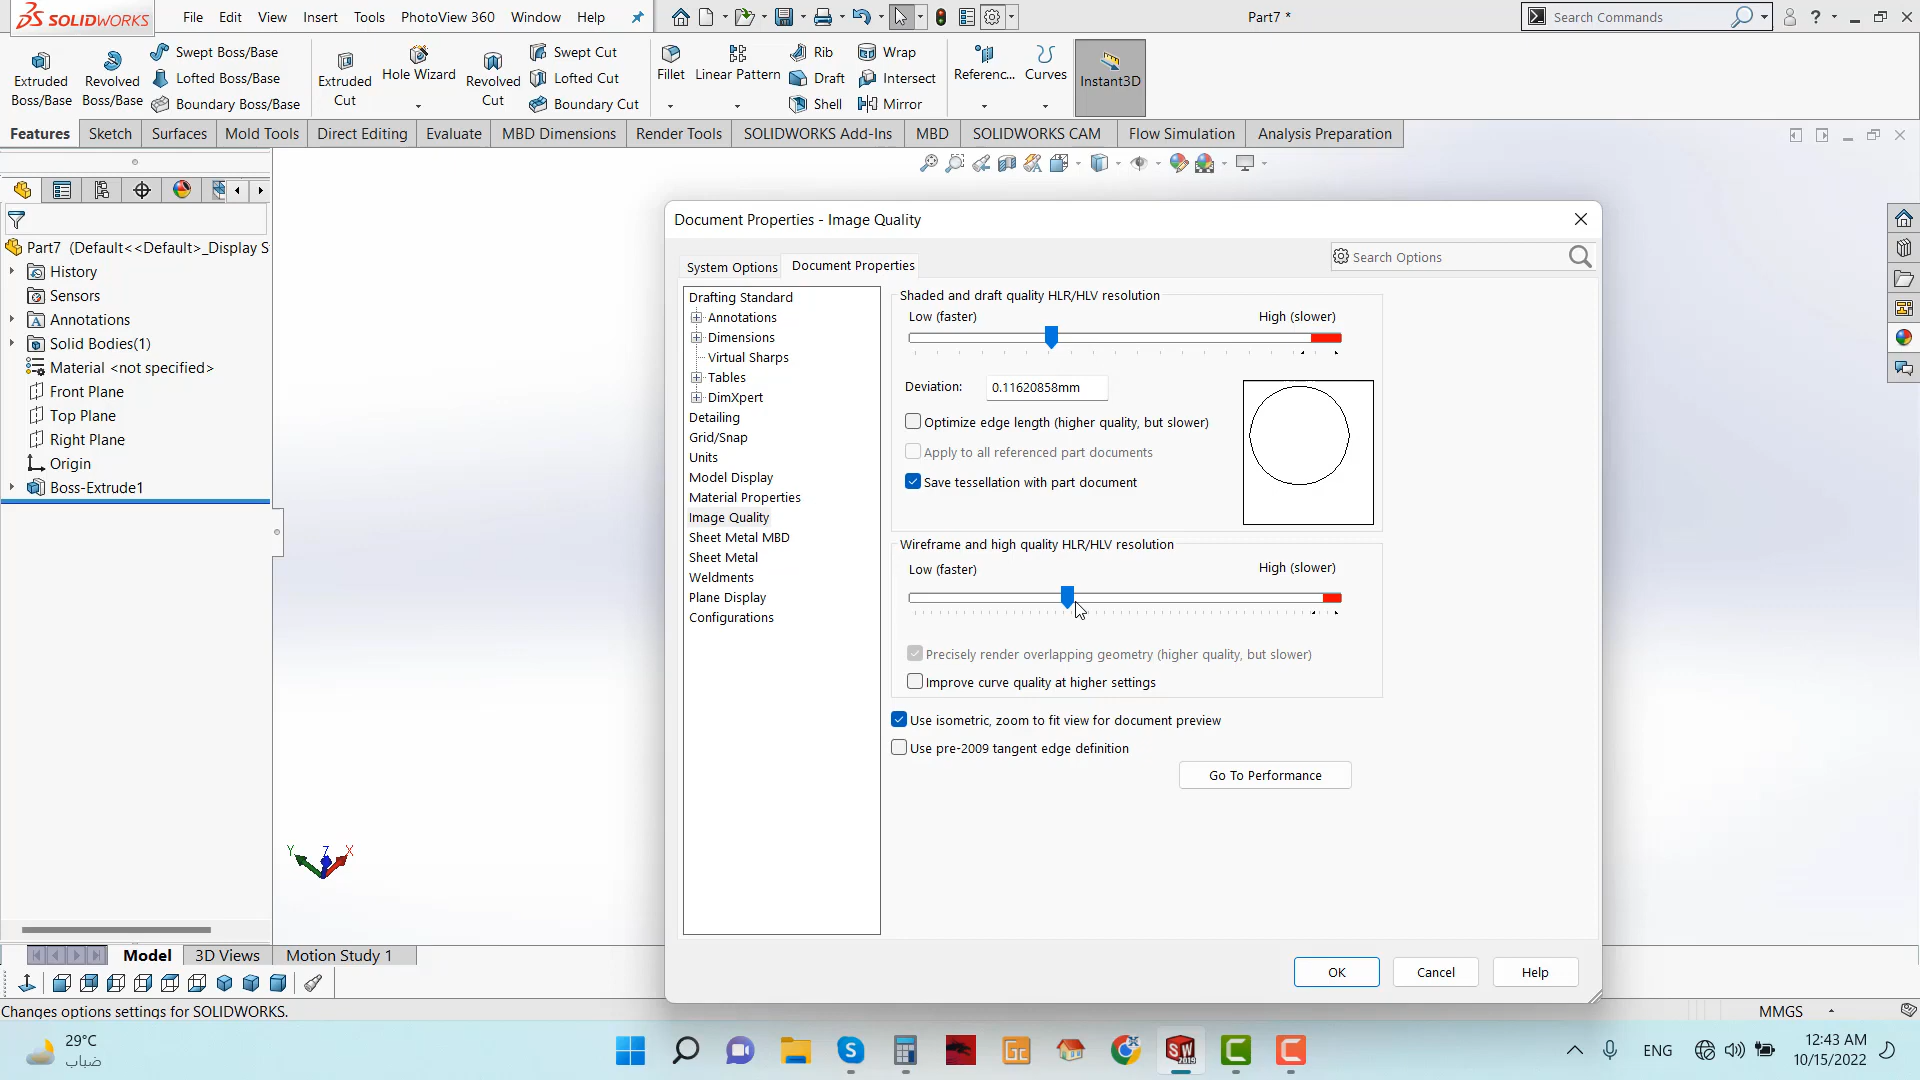 SOLIDWORKS
File Edit View Insert Tools PhotoView 360 Window Help
Part7 *
Search Commands
Extruded Boss/Base
Revolved Boss/Base
Swept Boss/Base
Lofted Boss/Base
Boundary Boss/Base
Extruded Cut
Hole Wizard
Revolved Cut
Swept Cut
Lofted Cut
Boundary Cut
Fillet
Linear Pattern
Rib
Draft
Shell
Wrap
Intersect
Mirror
Referenc...
Curves
Instant3D
Features Sketch Surfaces Mold Tools Direct Editing Evaluate MBD Dimensions Render Tools SOLIDWORKS Add-Ins MBD SOLIDWORKS CAM Flow Simulation Analysis Preparation
Part7 (Default<<Default>_Display S
History
Sensors
Annotations
Solid Bodies(1)
Material <not specified>
Front Plane
Top Plane
Right Plane
Origin
Boss-Extrude1
Document Properties - Image Quality
System Options Document Properties
Search Options
Drafting Standard
Annotations
Dimensions
Virtual Sharps
Tables
DimXpert
Detailing
Grid/Snap
Units
Model Display
Material Properties
Image Quality
Sheet Metal MBD
Sheet Metal
Weldments
Plane Display
Configurations
Shaded and draft quality HLR/HLV resolution
Low (faster) High (slower)
Deviation: 0.11620858mm
Optimize edge length (higher quality, but slower)
Apply to all referenced part documents
Save tessellation with part document
Wireframe and high quality HLR/HLV resolution
Low (faster) High (slower)
Precisely render overlapping geometry (higher quality, but slower)
Improve curve quality at higher settings
Use isometric, zoom to fit view for document preview
Use pre-2009 tangent edge definition
Go To Performance
OK Cancel Help
Y Z X
Model 3D Views Motion Study 1
Changes options settings for SOLIDWORKS.
MMGS
29°C
ضباب
SW
2019
ENG
12:43 AM
10/15/2022